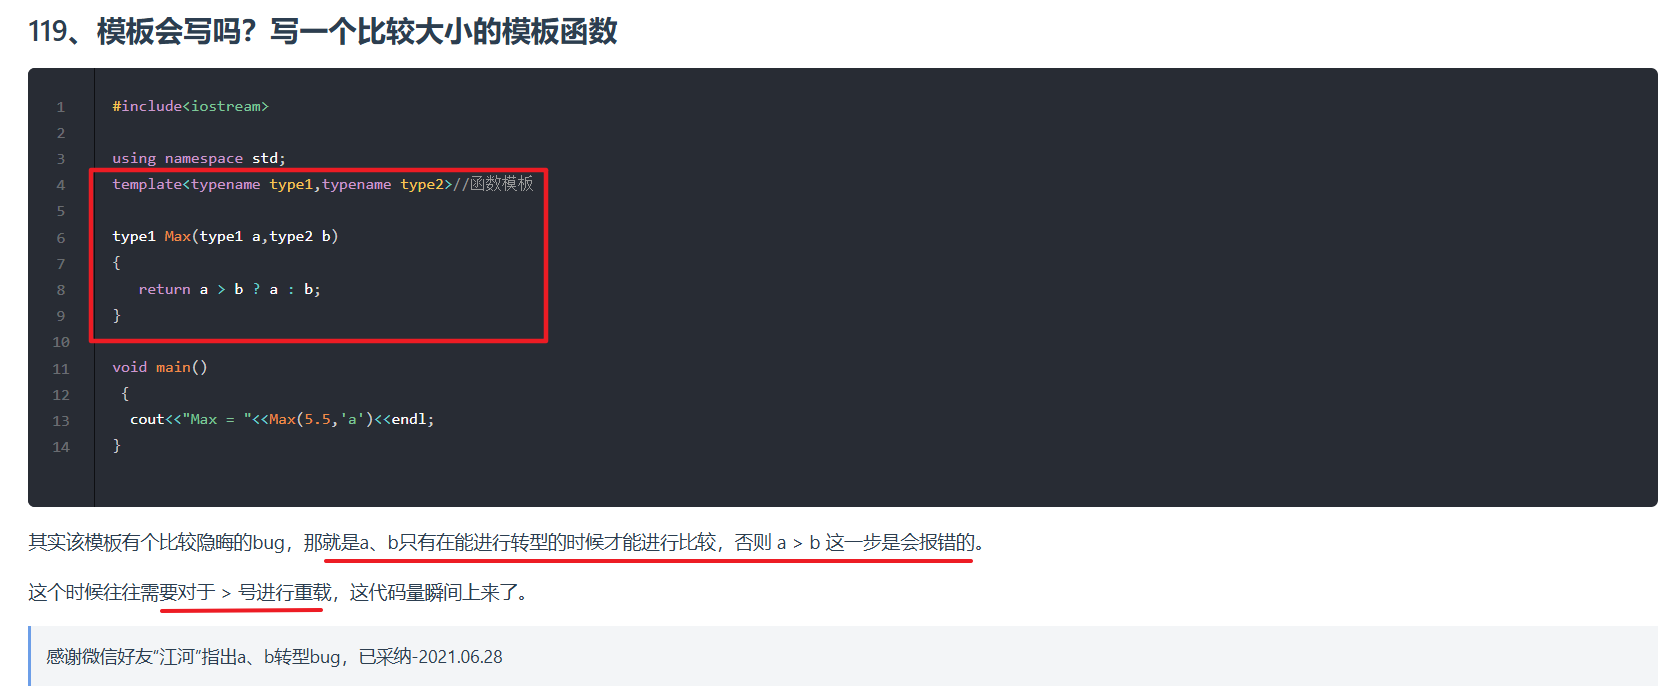 119、模板会写吗？写一个比较大小的模板函数
1 #include<iostream>
2
3 using namespace std;
4 template<typename type1,typename type2>//函数模板
5
6 type1 Max(type1 a,type2 b)
7 {
8    return a > b ? a : b;
9 }
10
11 void main()
12  {
13   cout<<"Max = "<<Max(5.5,'a')<<endl;
14 }
其实该模板有个比较隐晦的bug，那就是a、b只有在能进行转型的时候才能进行比较，否则 a > b 这一步是会报错的。
这个时候往往需要对于 > 号进行重载，这代码量瞬间上来了。
感谢微信好友“江河”指出a、b转型bug，已采纳-2021.06.28